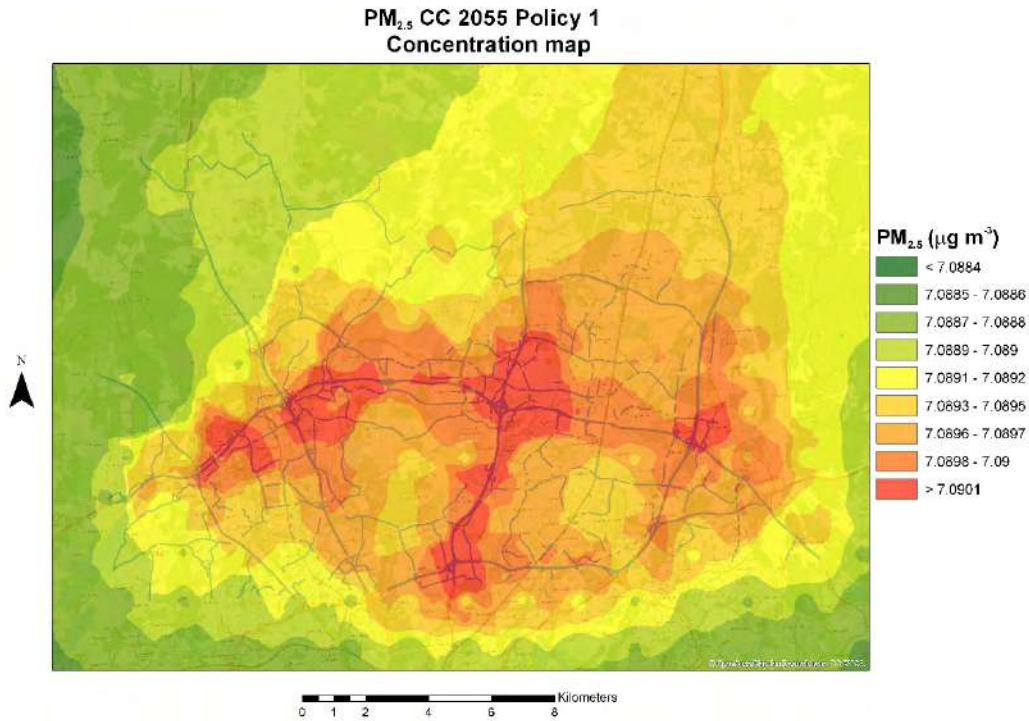 PM2.5 CC 2055 Policy 1
Concentration map
PM2.5 (µg m-3)
< 7.0884
7.0885 - 7.0886
7.0887 - 7.0888
7.0889 - 7.089
7.0891 - 7.0892
7.0893 - 7.0895
7.0896 - 7.0897
7.0898 - 7.09
> 7.0901
N
Kilometers
0 1 2 4 6 8